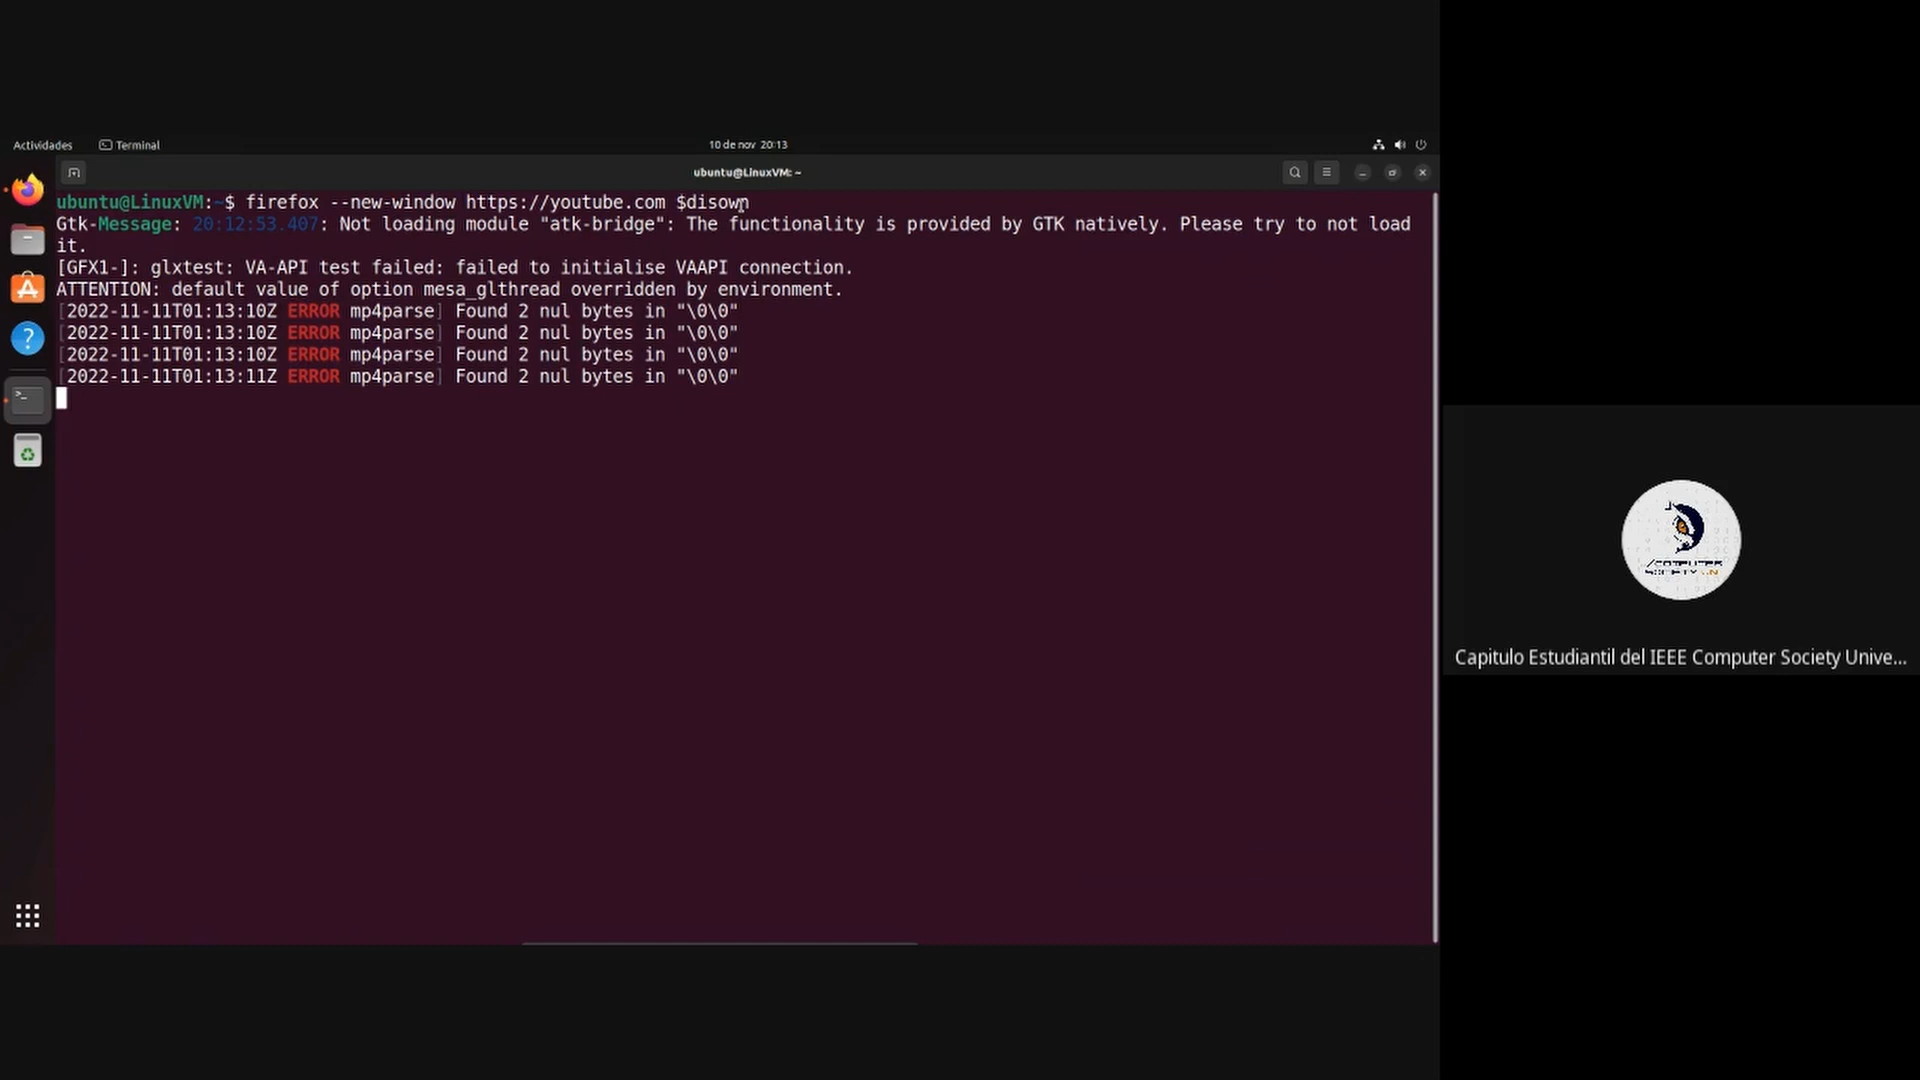 Actividades Terminal 10 de nov 20:13
ubuntu@LinuxVM: ~
ubuntu@LinuxVM:~$ firefox --new-window https://youtube.com $disown
Gtk-Message: 20:12:53.407: Not loading module "atk-bridge": The functionality is provided by GTK natively. Please try to not load
it.
[GFX1-]: glxtest: VA-API test failed: failed to initialise VAAPI connection.
ATTENTION: default value of option mesa_glthread overridden by environment.
[2022-11-11T01:13:10Z ERROR mp4parse] Found 2 nul bytes in "\0\0"
[2022-11-11T01:13:10Z ERROR mp4parse] Found 2 nul bytes in "\0\0"
[2022-11-11T01:13:10Z ERROR mp4parse] Found 2 nul bytes in "\0\0"
[2022-11-11T01:13:11Z ERROR mp4parse] Found 2 nul bytes in "\0\0"
/COMPUTER
SOCIETY
Capitulo Estudiantil del IEEE Computer Society Unive...